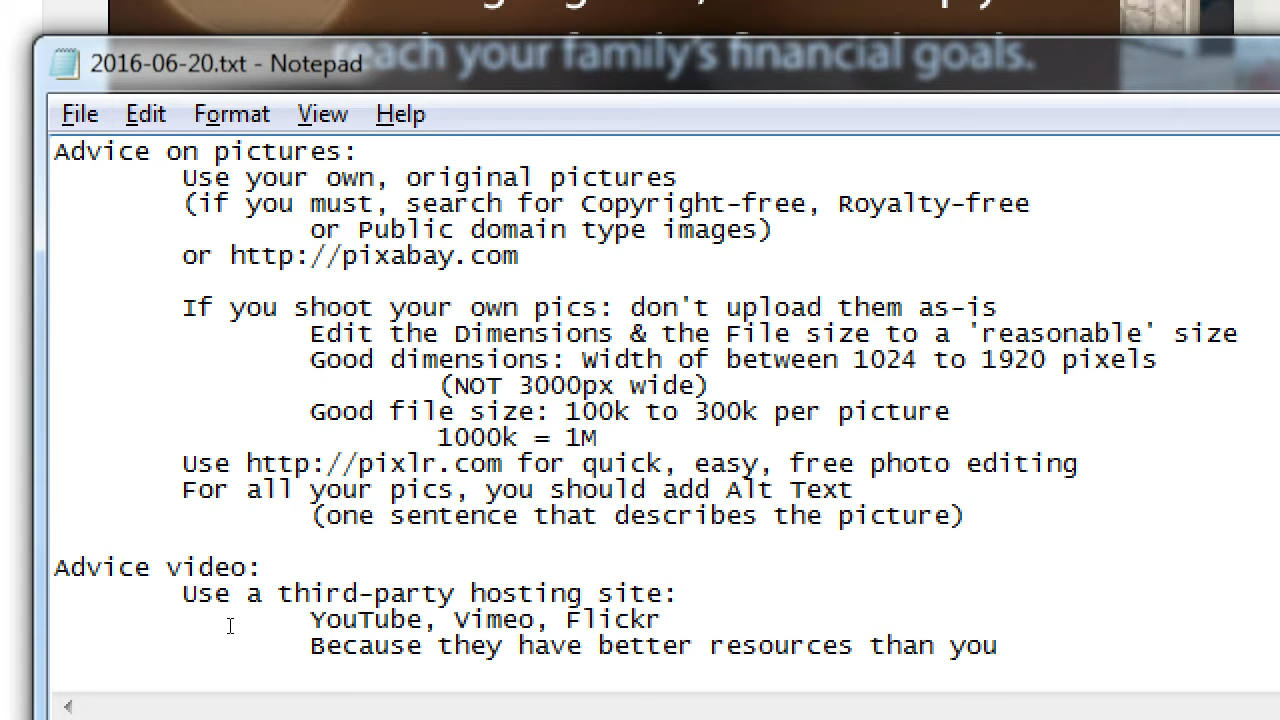 reach your family's financial goals.
2016-06-20.txt - Notepad
File Edit Format View Help
Advice on pictures:
Use your own, original pictures
(if you must, search for Copyright-free, Royalty-free
or Public domain type images)
or http://pixabay.com
If you shoot your own pics: don't upload them as-is
Edit the Dimensions & the File size to a 'reasonable' size
Good dimensions: Width of between 1024 to 1920 pixels
(NOT 3000px wide)
Good file size: 100k to 300k per picture
1000k = 1M
Use http://pixlr.com for quick, easy, free photo editing
For all your pics, you should add Alt Text
(one sentence that describes the picture)
Advice video:
Use a third-party hosting site:
YouTube, Vimeo, Flickr
Because they have better resources than you